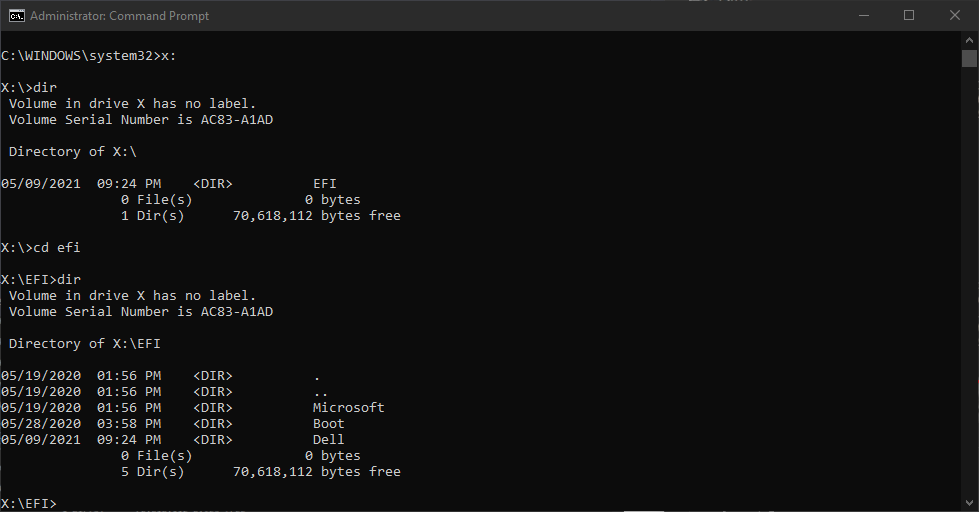 Administrator: Command Prompt
C:\WINDOWS\system32>x:
X:\>dir
 Volume in drive X has no label.
 Volume Serial Number is AC83-A1AD
 Directory of X:\
05/09/2021  09:24 PM    <DIR>          EFI
               0 File(s)              0 bytes
               1 Dir(s)      70,618,112 bytes free
X:\>cd efi
X:\EFI>dir
 Volume in drive X has no label.
 Volume Serial Number is AC83-A1AD
 Directory of X:\EFI
05/19/2020  01:56 PM    <DIR>          .
05/19/2020  01:56 PM    <DIR>          ..
05/19/2020  01:56 PM    <DIR>          Microsoft
05/28/2020  03:58 PM    <DIR>          Boot
05/09/2021  09:24 PM    <DIR>          Dell
               0 File(s)              0 bytes
               5 Dir(s)      70,618,112 bytes free
X:\EFI>